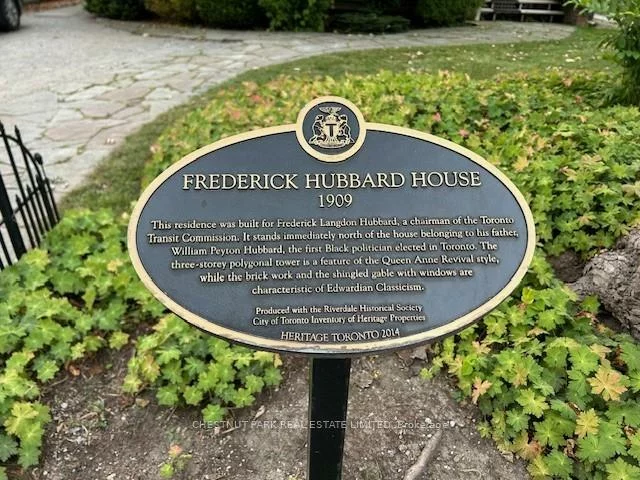 FREDERICK HUBBARD HOUSE
1909
This residence was built for Frederick Langdon Hubbard, a chairman of the Toronto
Transit Commission. It stands immediately north of the house belonging to his father,
William Peyton Hubbard, the first Black politician elected in Toronto. The
three-storey polygonal tower is a feature of the Queen Anne Revival style,
while the brick work and the shingled gable with windows are
characteristic of Edwardian Classicism.
Produced with the Riverdale Historical Society
City of Toronto Inventory of Heritage Properties
HERITAGE TORONTO 2014
CHESTNUT PARK REAL ESTATE LIMITED, Brokerage